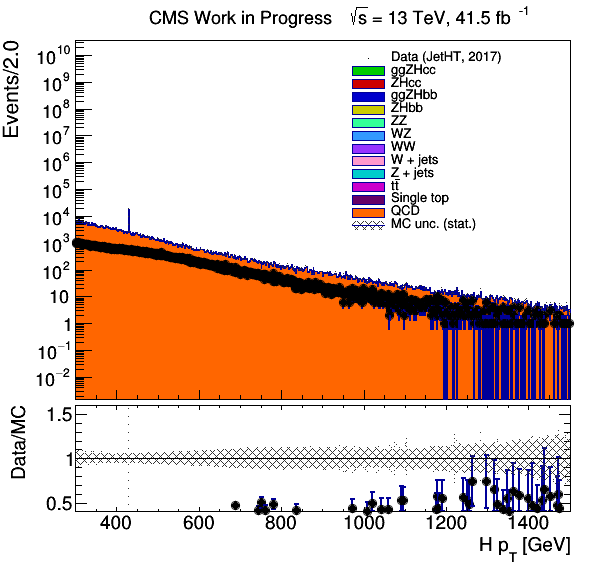 CMS Work in Progress √s = 13 TeV, 41.5 fb⁻¹
Events/2.0
10¹⁰
10⁹
10⁸
10⁷
10⁶
10⁵
10⁴
10³
10²
10
1
10⁻¹
10⁻²
Data (JetHT, 2017)
ggZHcc
ZHcc
ggZHbb
ZHbb
ZZ
WZ
WW
W + jets
Z + jets
tt̄
Single top
QCD
MC unc. (stat.)
Data/MC
1.5
1
0.5
400 600 800 1000 1200 1400
H p_T [GeV]